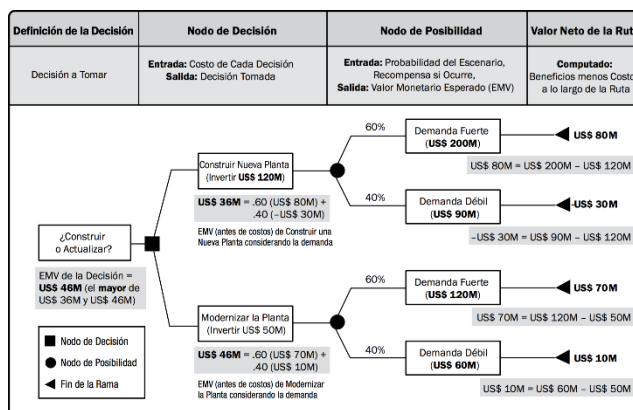 Definición de la Decisión
Nodo de Decisión
Nodo de Posibilidad
Valor Neto de la Ruta
Decisión a Tomar
Entrada: Costo de Cada Decisión
Salida: Decisión Tomada
Entrada: Probabilidad del Escenario,
Recompensa si Ocurre,
Salida: Valor Monetario Esperado (EMV)
Computado:
Beneficios menos Costo
a lo largo de la Ruta
¿Construir
o Actualizar?
EMV de la Decisión =
US$ 46M (el mayor de
US$ 36M y US$ 46M)
Construir Nueva Planta
(Invertir US$ 120M)
US$ 36M = .60 (US$ 80M) +
.40 (–US$ 30M)
EMV (antes de costos) de Construir una
Nueva Planta considerando la demanda
60%
Demanda Fuerte
(US$ 200M)
US$ 80M
US$ 80M = US$ 200M – US$ 120M
40%
Demanda Débil
(US$ 90M)
-US$ 30M
–US$ 30M = US$ 90M – US$ 120M
Modernizar la Planta
(Invertir US$ 50M)
US$ 46M = .60 (US$ 70M) +
.40 (US$ 10M)
EMV (antes de costos) de Modernizar
la Planta considerando la demanda
60%
Demanda Fuerte
(US$ 120M)
US$ 70M
US$ 70M = US$ 120M – US$ 50M
40%
Demanda Débil
(US$ 60M)
US$ 10M
US$ 10M = US$ 60M – US$ 50M
Nodo de Decisión
Nodo de Posibilidad
Fin de la Rama